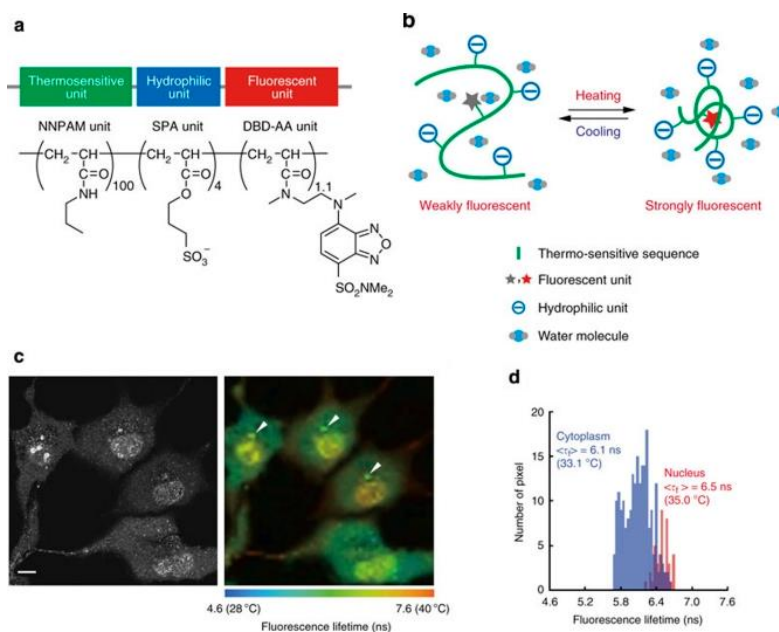 a
Thermosensitive unit
Hydrophilic unit
Fluorescent unit
NNPAM unit
SPA unit
DBD-AA unit
CH2 CH
C=O
NH
100
CH2 CH
C=O
O
SO3−
4
CH2 CH
C=O
N
1.1
N
N
O
N
SO2NMe2
b
Heating
Cooling
Weakly fluorescent
Strongly fluorescent
Thermo-sensitive sequence
Fluorescent unit
Hydrophilic unit
Water molecule
c
4.6 (28 °C)
7.6 (40 °C)
Fluorescence lifetime (ns)
d
Number of pixel
20
15
10
5
0
Cytoplasm
<τf> = 6.1 ns
(33.1 °C)
Nucleus
<τf> = 6.5 ns
(35.0 °C)
4.6 5.2 5.8 6.4 7.0 7.6
Fluorescence lifetime (ns)